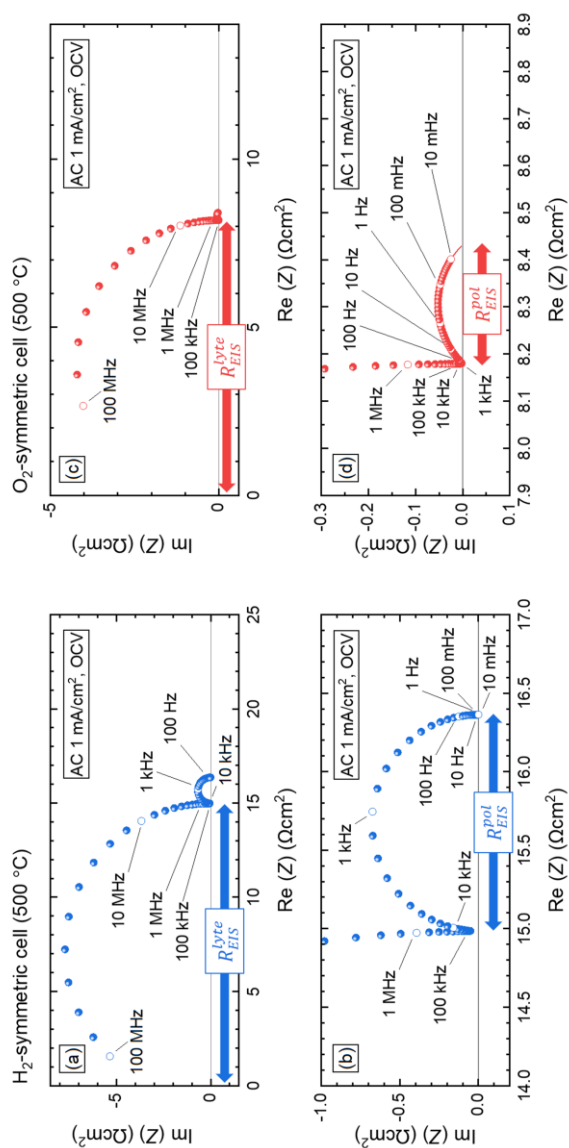 H₂-symmetric cell (500 °C)
(a)
AC 1 mA/cm², OCV
-5
0
Im (Z) (Ωcm²)
100 MHz
10 MHz
1 MHz
100 kHz
1 kHz
100 Hz
10 kHz
R_EIS^lyte
0
5
10
15
20
25
Re (Z) (Ωcm²)
(b)
AC 1 mA/cm², OCV
-1.0
-0.5
0.0
Im (Z) (Ωcm²)
1 MHz
100 kHz
10 kHz
1 kHz
100 Hz
10 Hz
1 Hz
100 mHz
10 mHz
R_EIS^pol
14.0
14.5
15.0
15.5
16.0
16.5
17.0
Re (Z) (Ωcm²)
O₂-symmetric cell (500 °C)
(c)
AC 1 mA/cm², OCV
-5
-4
-3
-2
-1
0
Im (Z) (Ωcm²)
100 MHz
10 MHz
1 MHz
100 kHz
R_EIS^lyte
0
5
10
Re (Z) (Ωcm²)
(d)
AC 1 mA/cm², OCV
-0.3
-0.2
-0.1
0.0
0.1
Im (Z) (Ωcm²)
1 MHz
100 kHz
10 kHz
1 kHz
100 Hz
10 Hz
1 Hz
100 mHz
10 mHz
R_EIS^pol
7.9
8.0
8.1
8.2
8.3
8.4
8.5
8.6
8.7
8.8
8.9
Re (Z) (Ωcm²)